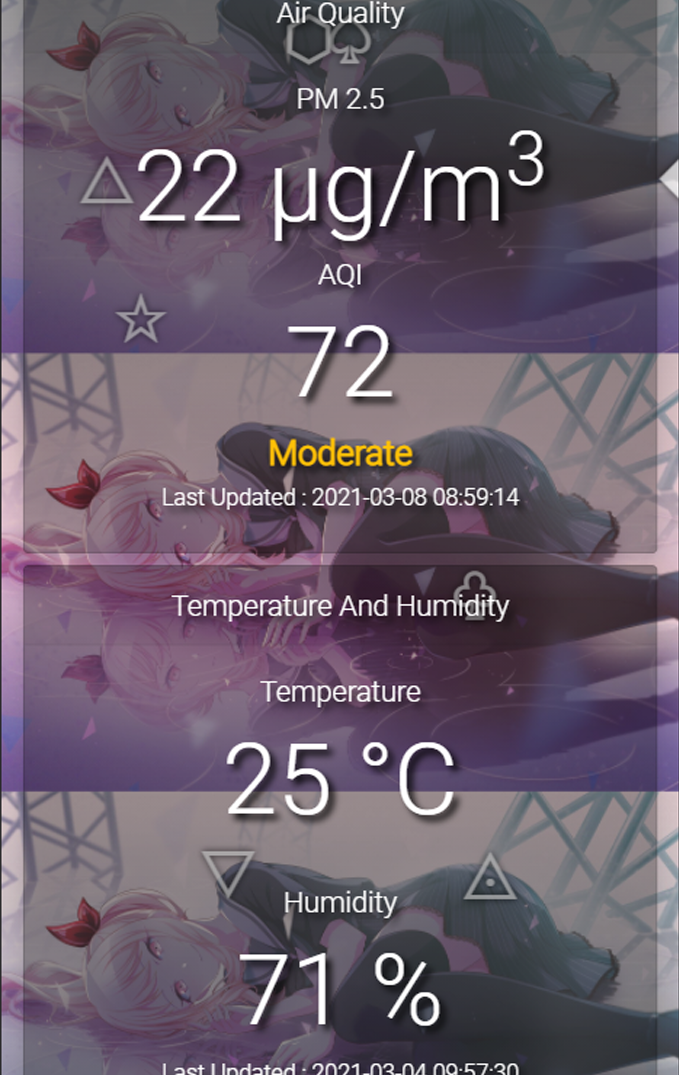 Air Quality
PM 2.5
22 µg/m³
AQI
72
Moderate
Last Updated : 2021-03-08 08:59:14
Temperature And Humidity
Temperature
25 °C
Humidity
71 %
Last Updated : 2021-03-04 09:57:30